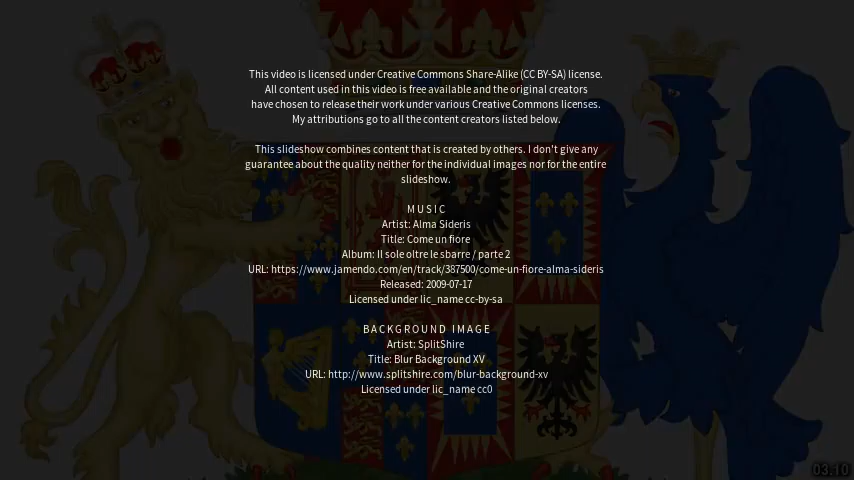 This video is licensed under Creative Commons Share-Alike (CC BY-SA) license.
All content used in this video is free available and the original creators
have chosen to release their work under various Creative Commons licenses.
My attributions go to all the content creators listed below.
This slideshow combines content that is created by others. I don't give any
guarantee about the quality neither for the individual images nor for the entire
slideshow.
MUSIC
Artist: Alma Sideris
Title: Come un fiore
Album: Il sole oltre le sbarre / parte 2
URL: https://www.jamendo.com/en/track/387500/come-un-fiore-alma-sideris
Released: 2009-07-17
Licensed under lic_name cc-by-sa
BACKGROUND IMAGE
Artist: SplitShire
Title: Blur Background XV
URL: http://www.splitshire.com/blur-background-xv
Licensed under lic_name cc0
03:10